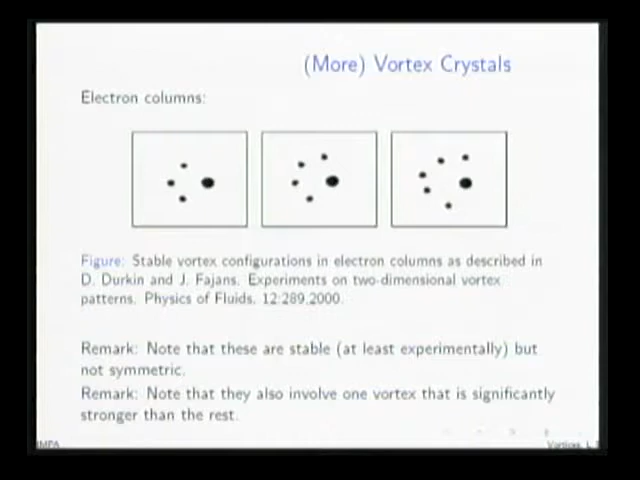 (More) Vortex Crystals
Electron columns:
Figure: Stable vortex configurations in electron columns as described in
D. Durkin and J. Fajans. Experiments on two-dimensional vortex
patterns. Physics of Fluids, 12:289,2000.
Remark: Note that these are stable (at least experimentally) but
not symmetric.
Remark: Note that they also involve one vortex that is significantly
stronger than the rest.
IMPA
Vortices,